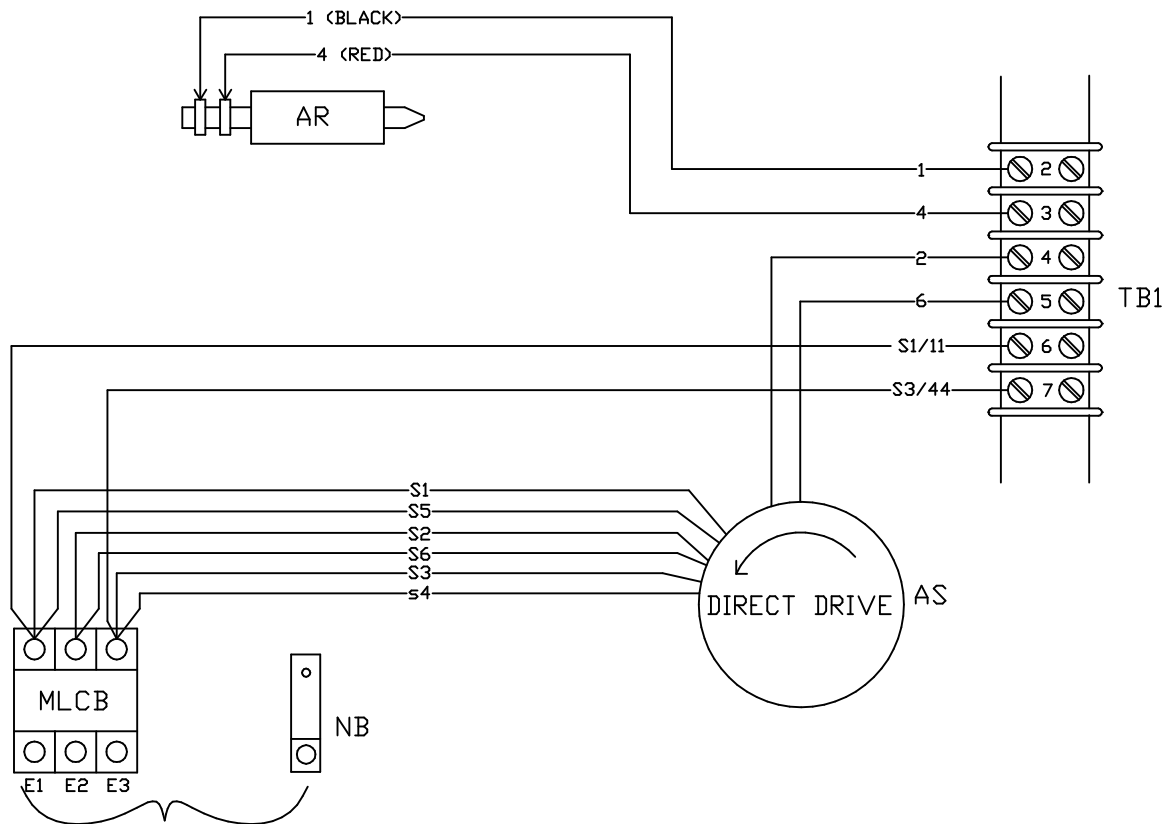 1 (BLACK)
4 (RED)
AR
1
2
4
3
2
4
6
5
TB1
S1/11
6
S3/44
7
S1
S5
S2
S6
S3
s4
DIRECT DRIVE
AS
MLCB
NB
E1 E2 E3